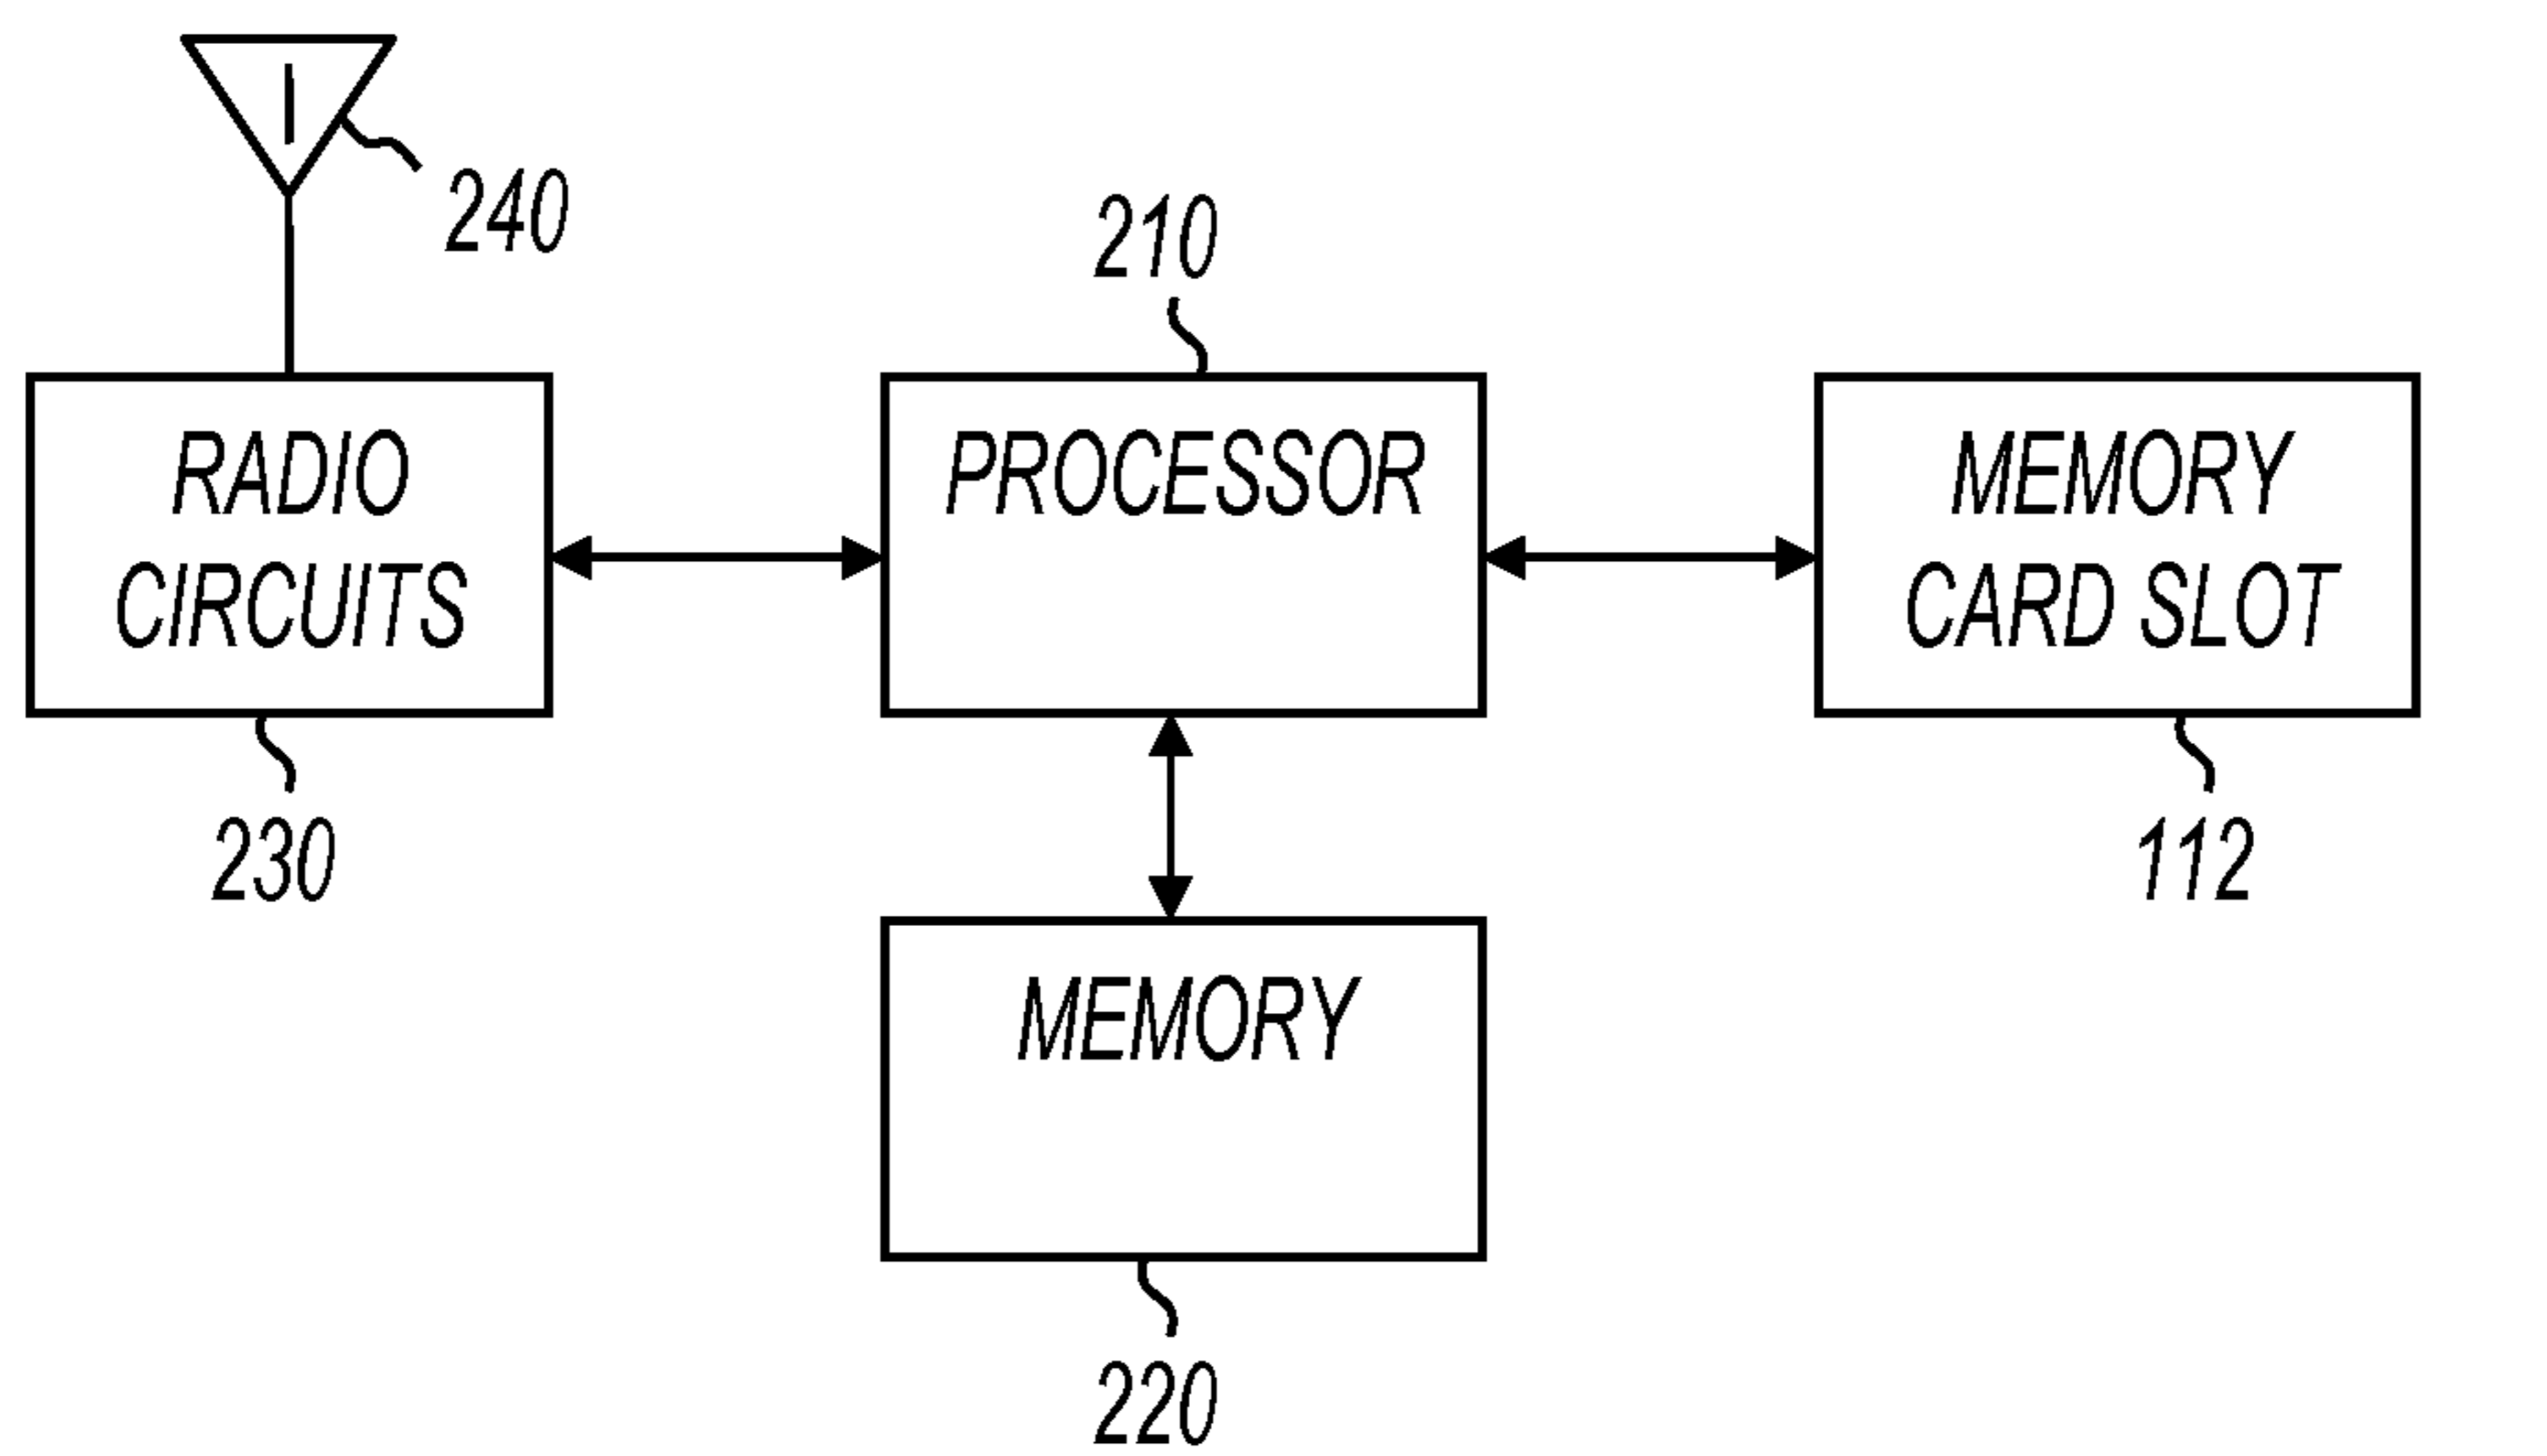 240
210
RADIO
CIRCUITS
PROCESSOR
MEMORY
CARD SLOT
230
112
MEMORY
220